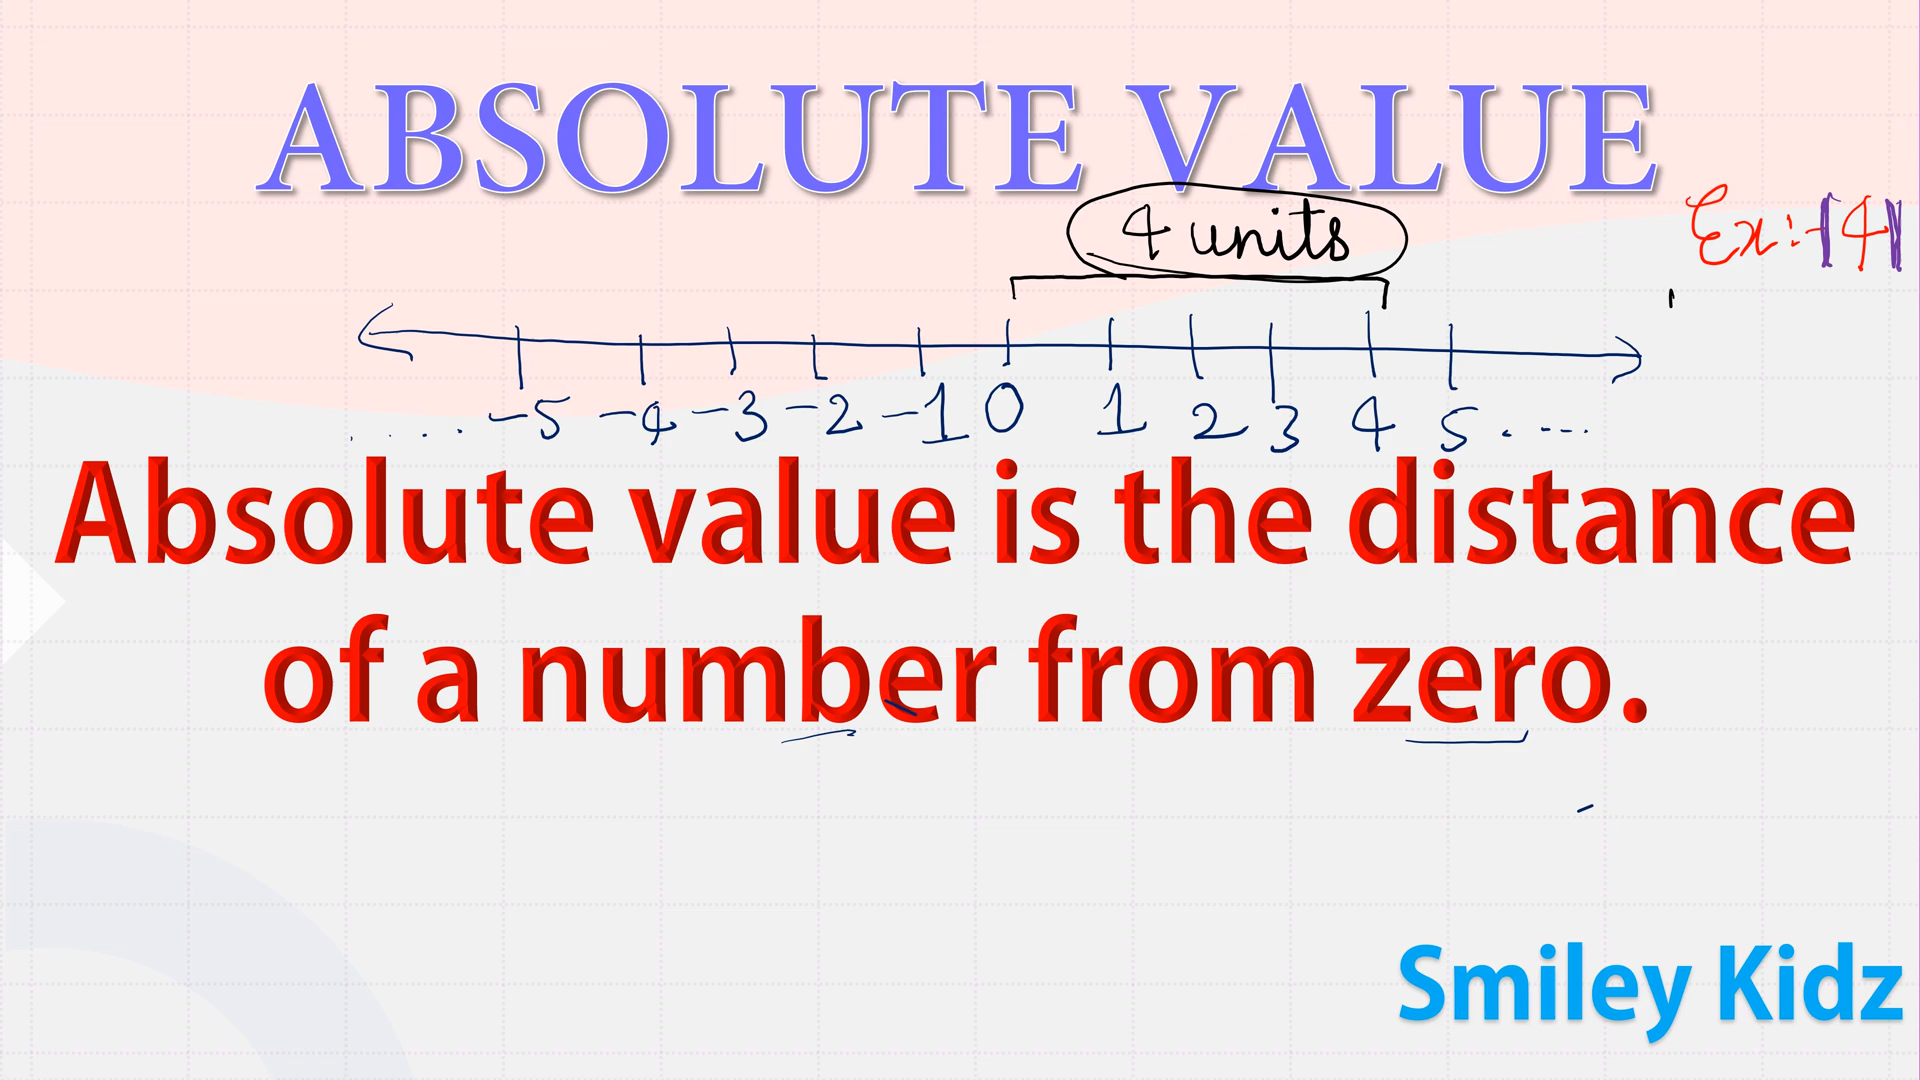 ABSOLUTE VALUE
4 units
Ex:- |4|
..... -5 -4 -3 -2 -1 0 1 2 3 4 5 .....
Absolute value is the distance
of a number from zero.
Smiley Kidz